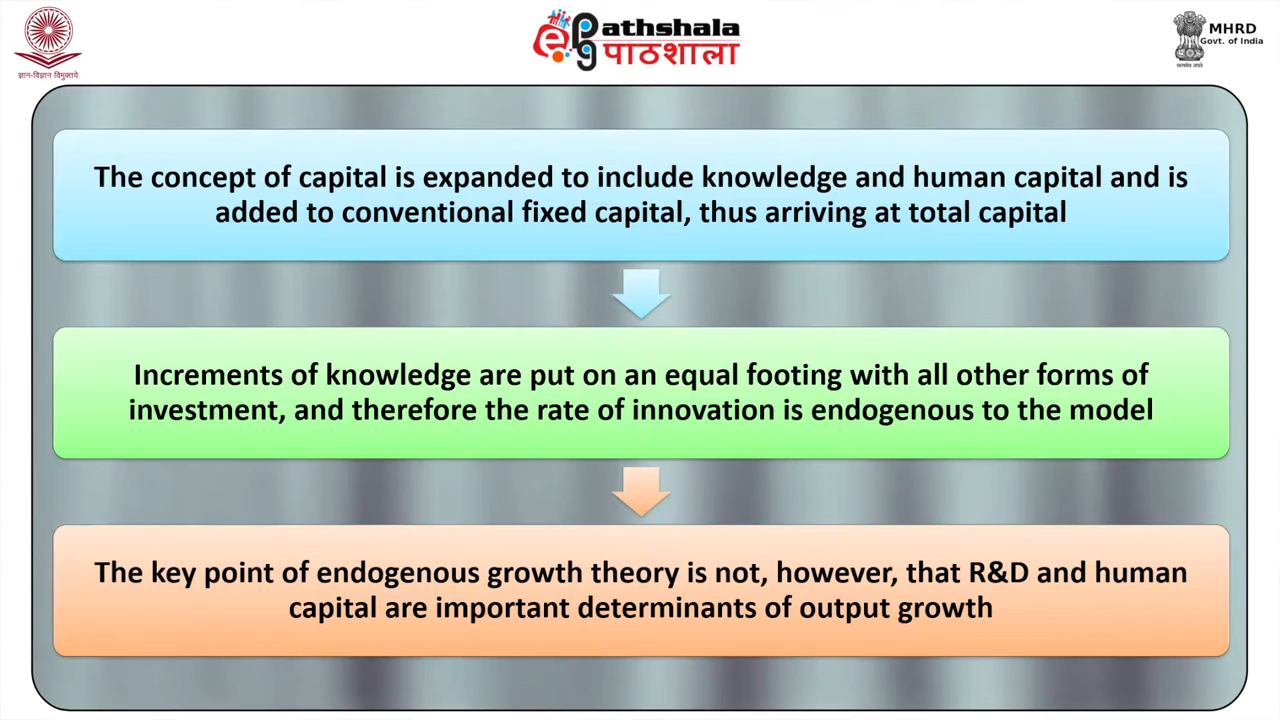 ज्ञान-विज्ञान विमुक्तये
epathshala
पाठशाला
MHRD
Govt. of India
सत्यमेव जयते
The concept of capital is expanded to include knowledge and human capital and is
added to conventional fixed capital, thus arriving at total capital
Increments of knowledge are put on an equal footing with all other forms of
investment, and therefore the rate of innovation is endogenous to the model
The key point of endogenous growth theory is not, however, that R&D and human
capital are important determinants of output growth